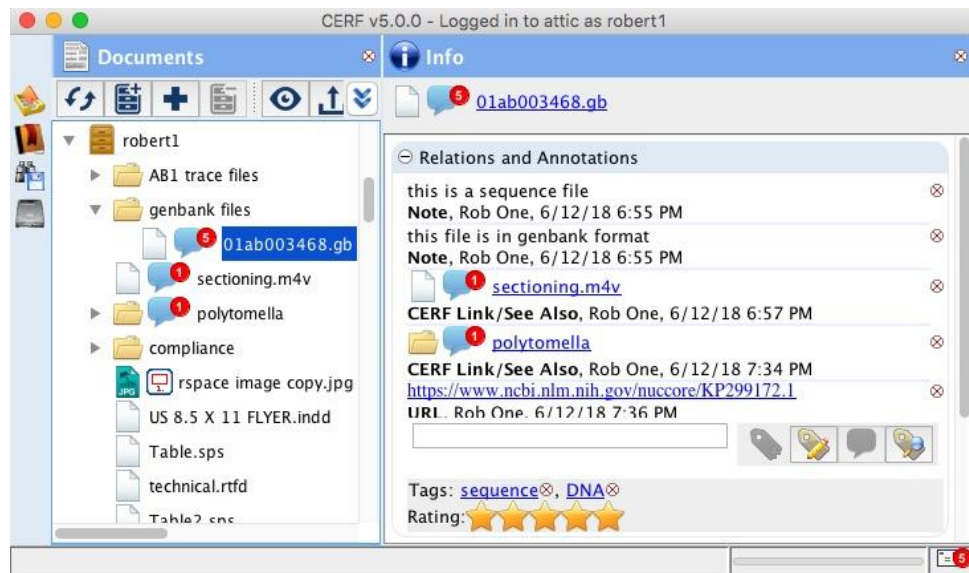 CERF v5.0.0 - Logged in to attic as robert1
Documents
Info
5 01ab003468.gb
robert1
AB1 trace files
genbank files
5 01ab003468.gb
1 sectioning.m4v
1 polytomella
compliance
JPG rspace image copy.jpg
US 8.5 X 11 FLYER.indd
Table.sps
technical.rtfd
Table2.sps
Relations and Annotations
this is a sequence file
Note, Rob One, 6/12/18 6:55 PM
this file is in genbank format
Note, Rob One, 6/12/18 6:55 PM
1 sectioning.m4v
CERF Link/See Also, Rob One, 6/12/18 6:57 PM
1 polytomella
CERF Link/See Also, Rob One, 6/12/18 7:34 PM
https://www.ncbi.nlm.nih.gov/nuccore/KP299172.1
URL, Rob One, 6/12/18 7:36 PM
Tags: sequence, DNA
Rating:
5